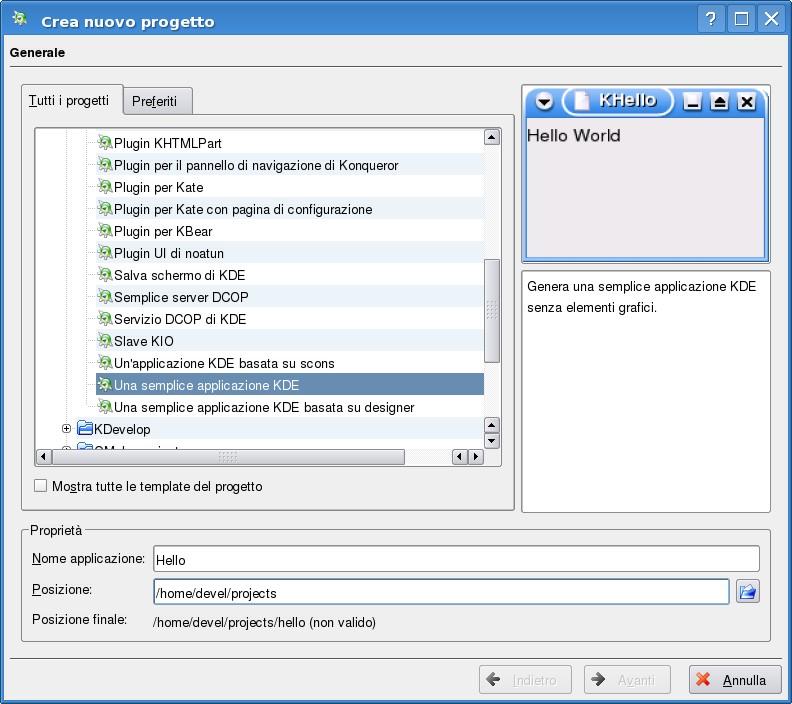 Crea nuovo progetto
Generale
Tutti i progetti
Preferiti
Plugin KHTMLPart
Plugin per il pannello di navigazione di Konqueror
Plugin per Kate
Plugin per Kate con pagina di configurazione
Plugin per KBear
Plugin UI di noatun
Salva schermo di KDE
Semplice server DCOP
Servizio DCOP di KDE
Slave KIO
Un'applicazione KDE basata su scons
Una semplice applicazione KDE
Una semplice applicazione KDE basata su designer
KDevelop
Mostra tutte le template del progetto
KHello
Hello World
Genera una semplice applicazione KDE
senza elementi grafici.
Proprietà
Nome applicazione: Hello
Posizione: /home/devel/projects
Posizione finale: /home/devel/projects/hello (non valido)
Indietro
Avanti
Annulla